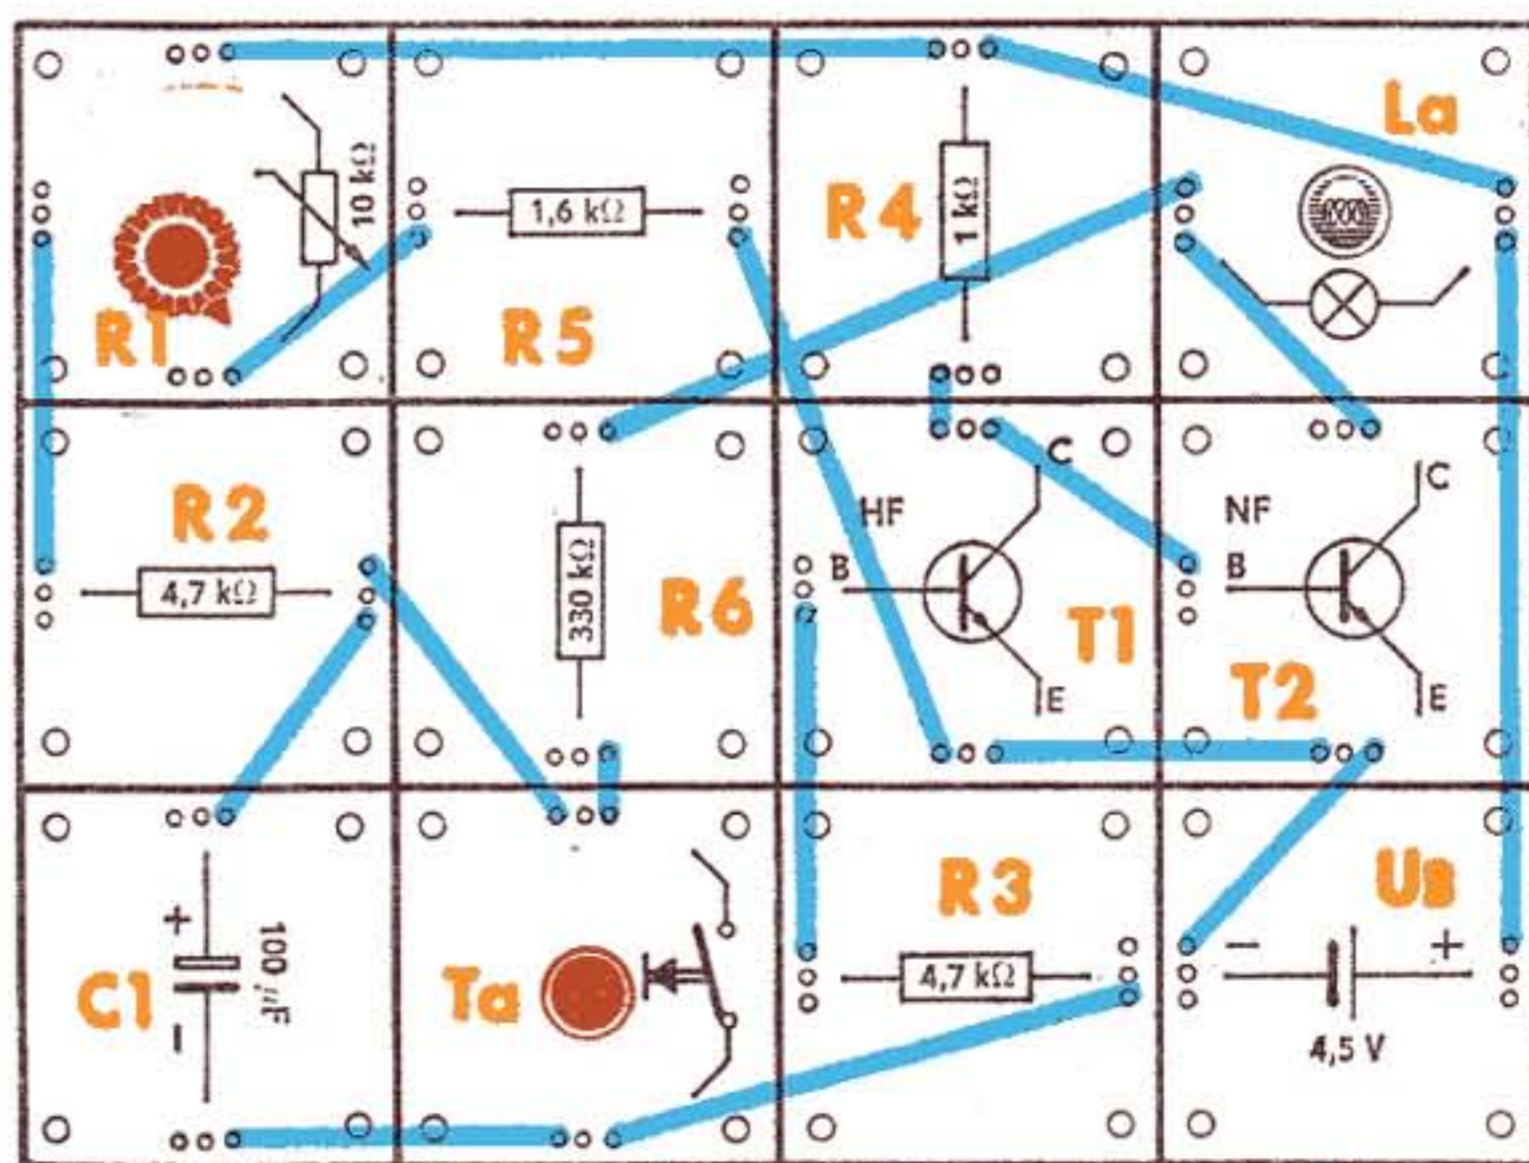 La
10 kΩ
1,6 kΩ
R4
1 kΩ
R1
R5
R2
C
C
HF
NF
4,7 kΩ
330 kΩ
R6
B
B
T1
T2
E
E
R3
UB
+
100 µF
− +
C1
Ta
4,7 kΩ
−
4,5 V